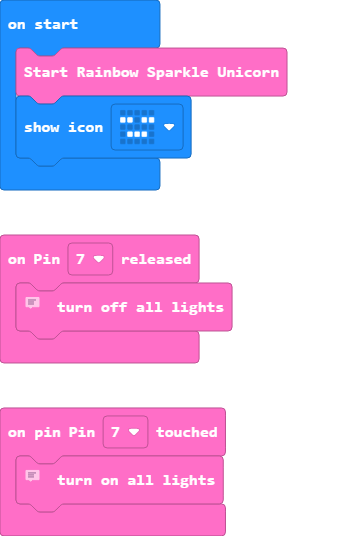 on start
Start Rainbow Sparkle Unicorn
show icon
on Pin 7 released
turn off all lights
on pin Pin 7 touched
turn on all lights